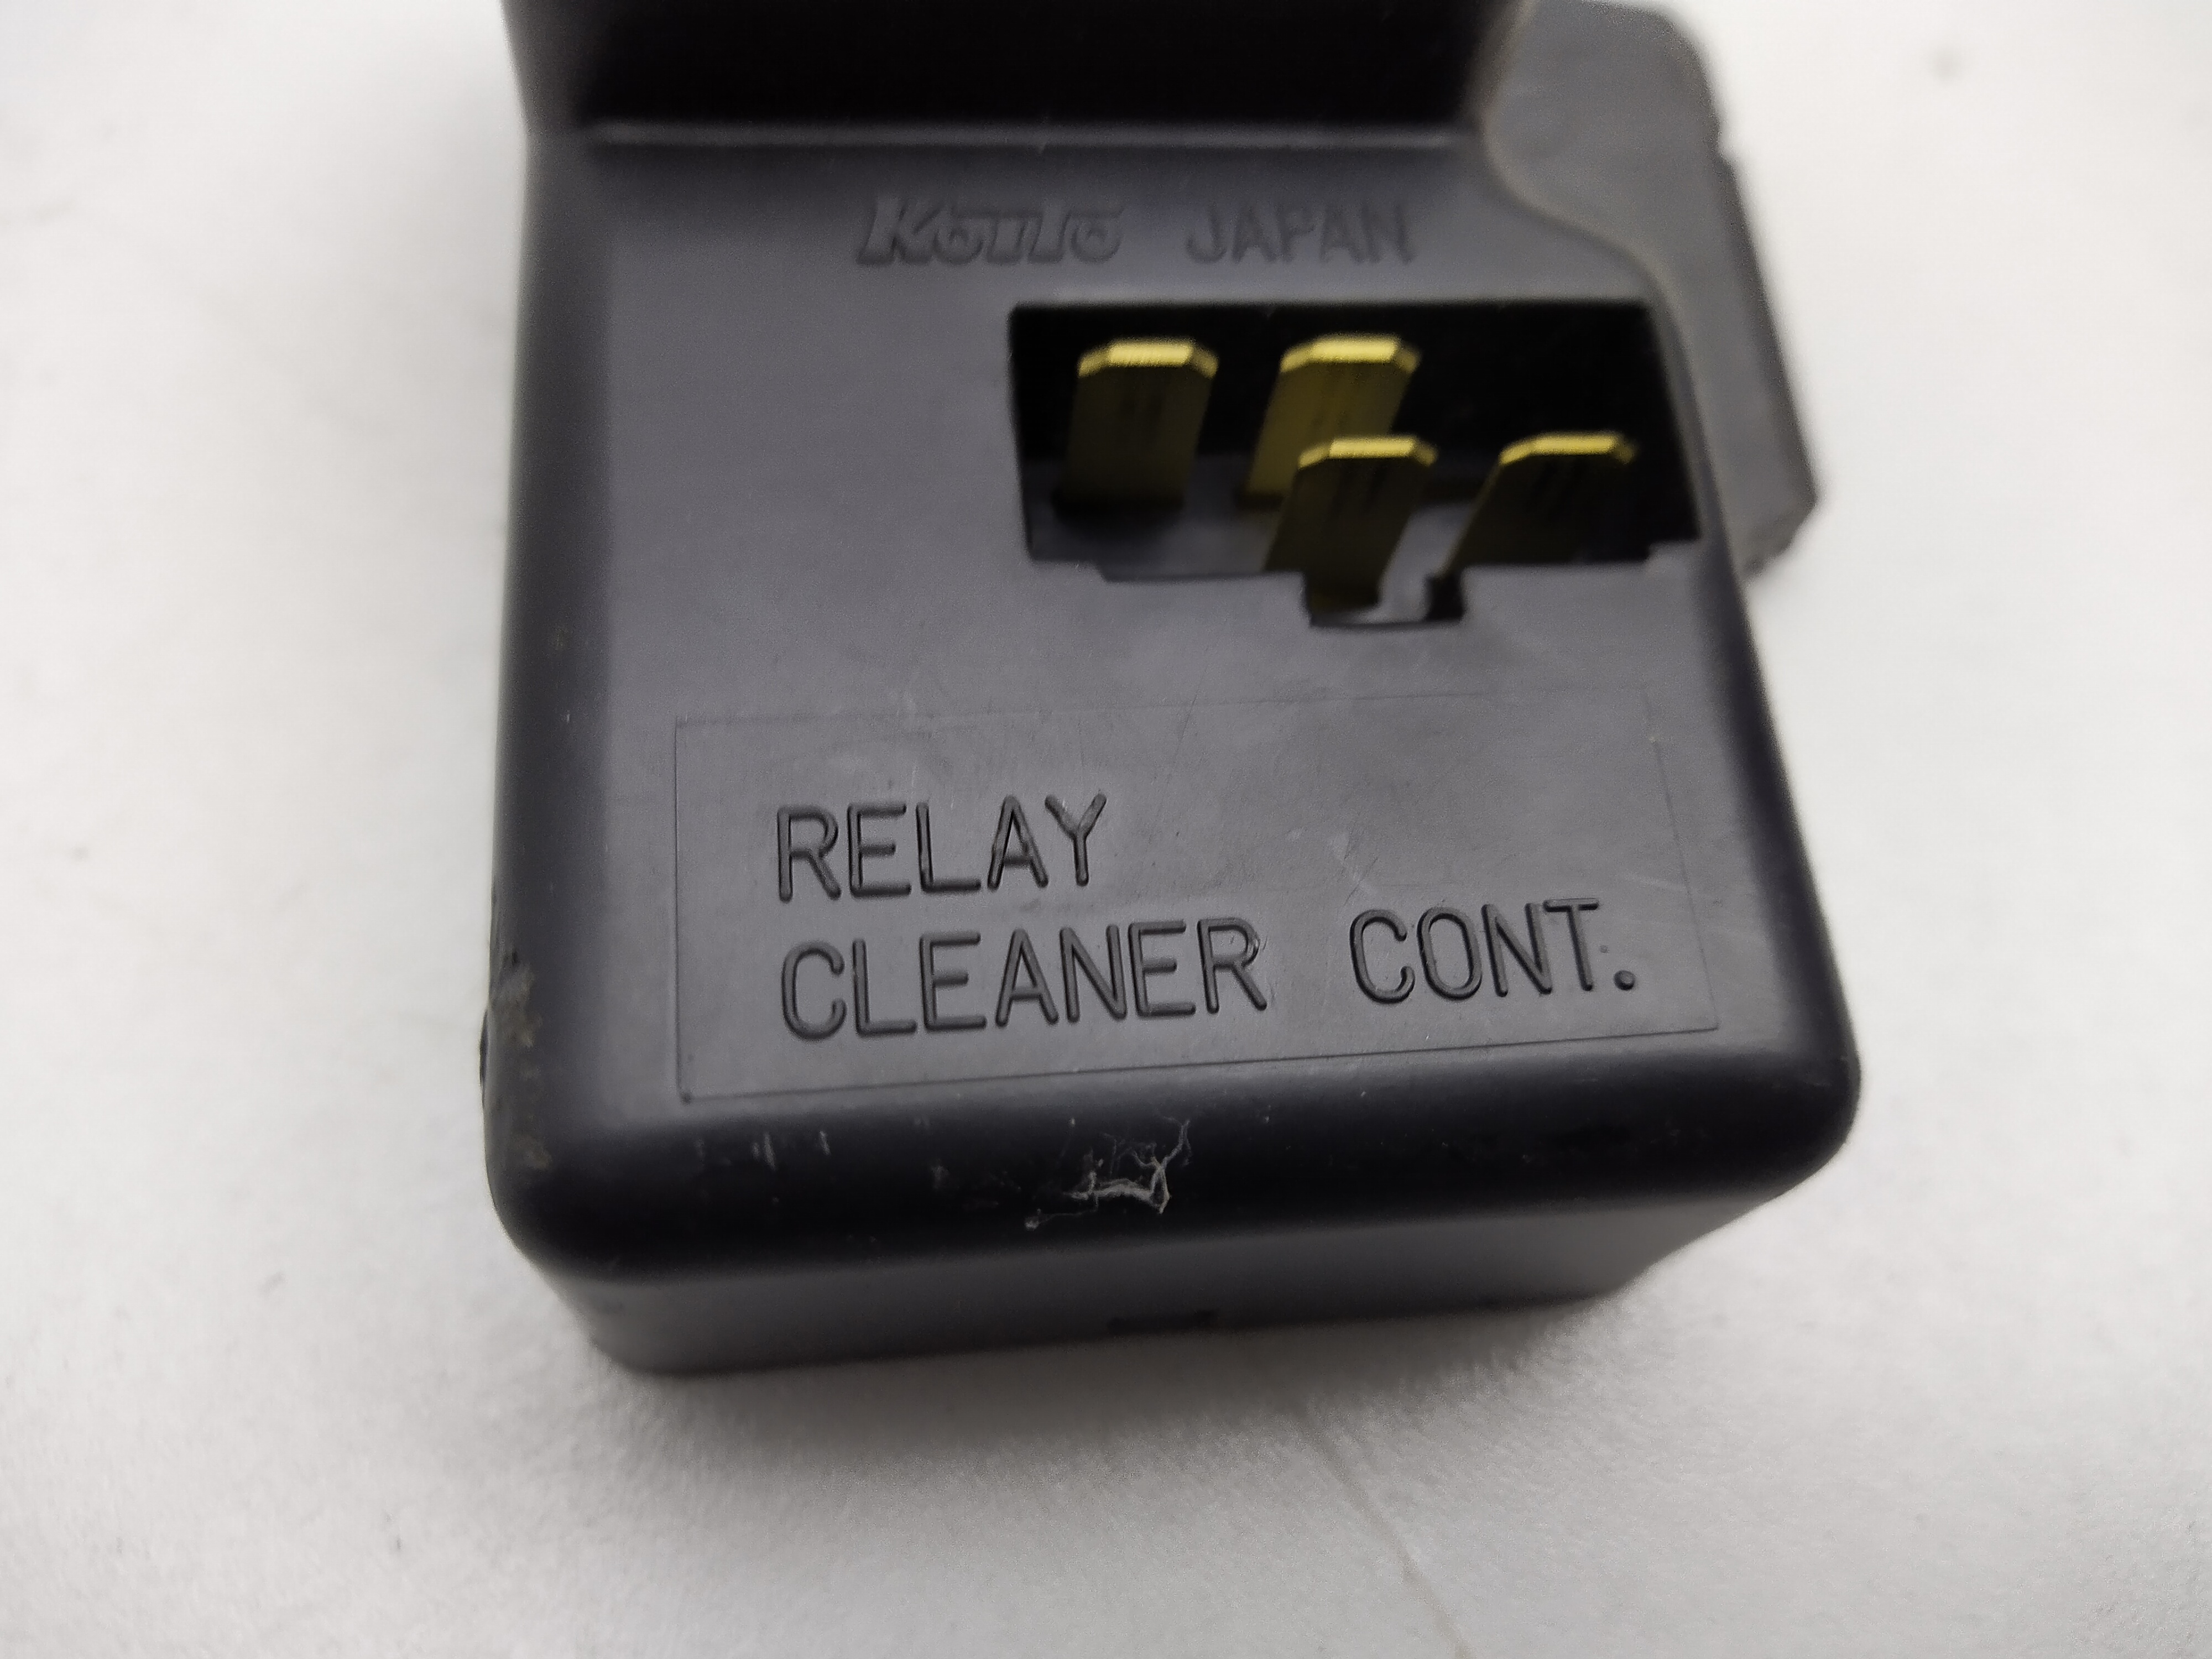 KOITO JAPAN
RELAY
CLEANER CONT.